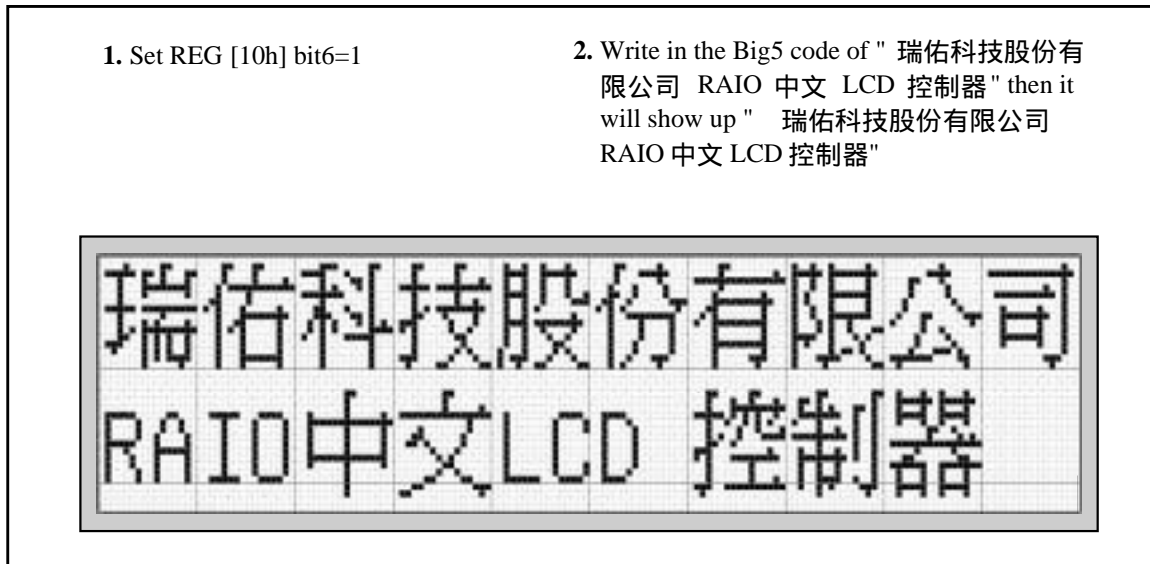 1. Set REG [10h] bit6=1
2. Write in the Big5 code of " 瑞佑科技股份有
限公司 RAIO 中文 LCD 控制器" then it
will show up " 瑞佑科技股份有限公司
RAIO 中文 LCD 控制器"
瑞佑科技股份有限公司
RAIO中文LCD 控制器